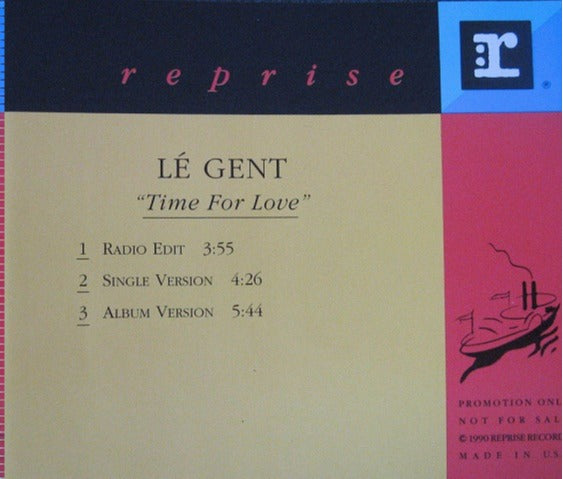 reprise
r
LÉ GENT
"Time For Love"
1 RADIO EDIT 3:55
2 SINGLE VERSION 4:26
3 ALBUM VERSION 5:44
PROMOTION ONL
NOT FOR SAL
© 1990 REPRISE RECOR
MADE IN US